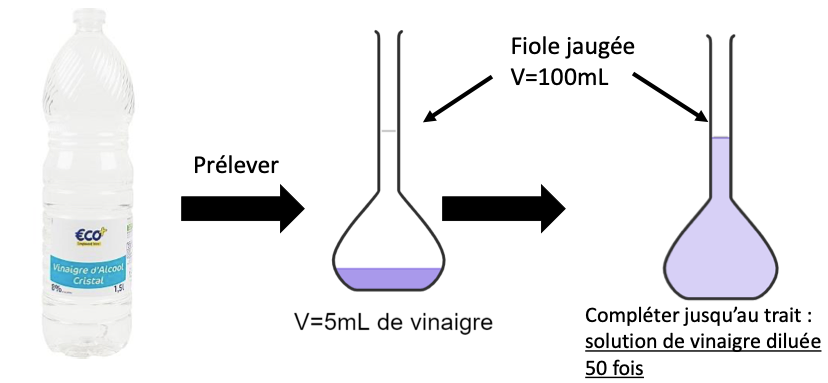 Fiole jaugée
V=100mL
Prélever
€CO+
Vinaigre d'Alcool
Cristal
8%
1,5L
V=5mL de vinaigre
Compléter jusqu'au trait :
solution de vinaigre diluée
50 fois